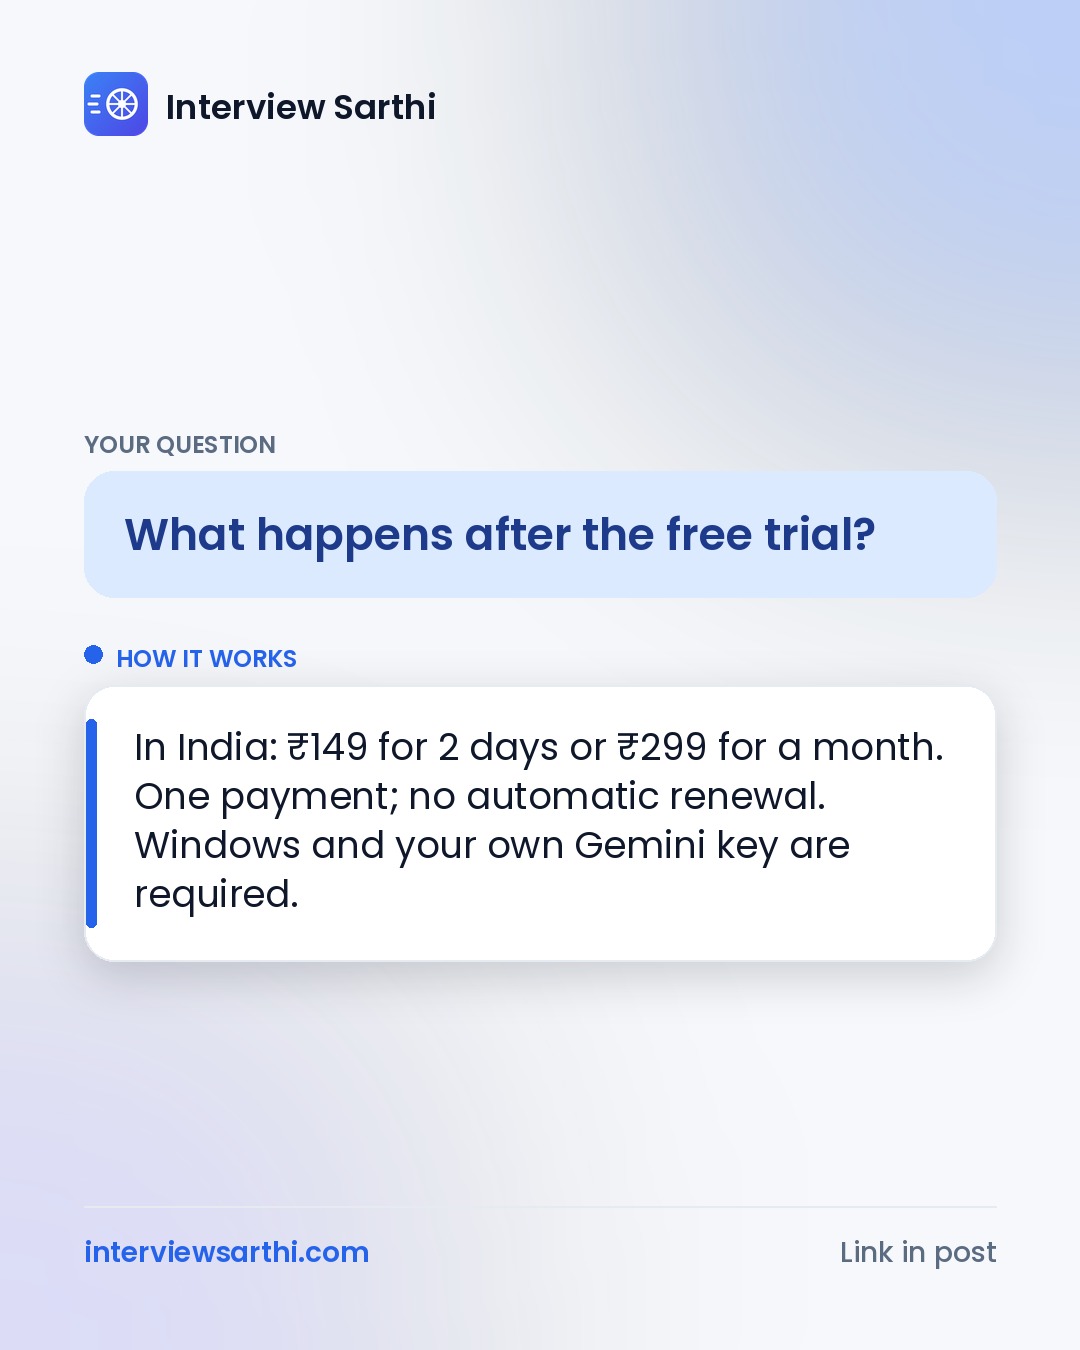 Interview Sarthi
YOUR QUESTION
What happens after the free trial?
HOW IT WORKS
In India: ₹149 for 2 days or ₹299 for a month.
One payment; no automatic renewal.
Windows and your own Gemini key are
required.
interviewsarthi.com
Link in post